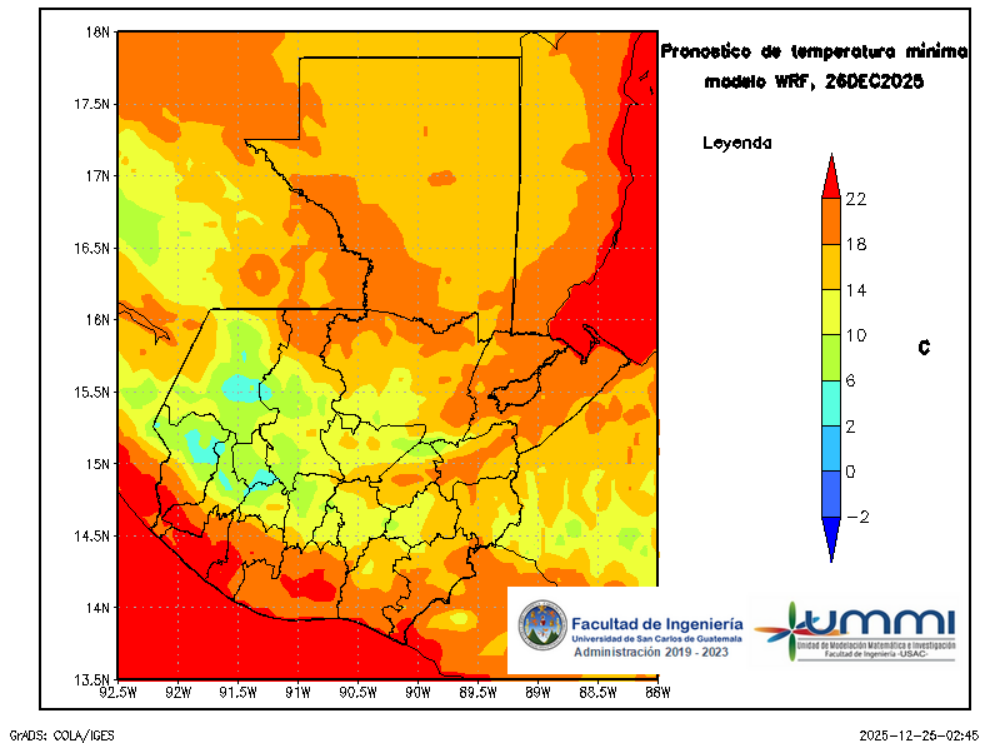 Pronostico de temperatura minima
modelo WRF, 26DEC2025
Leyenda
22
18
14
10
6
2
0
−2
C
18N
17.5N
17N
16.5N
16N
15.5N
15N
14.5N
14N
13.5N
92.5W 92W 91.5W 91W 90.5W 90W 89.5W 89W 88.5W 88W
Facultad de Ingeniería
Universidad de San Carlos de Guatemala
Administración 2019 - 2023
ummi
Unidad de Modelación Matemática e Investigación
Facultad de Ingeniería -USAC-
GrADS: COLA/IGES
2025-12-25-02:45